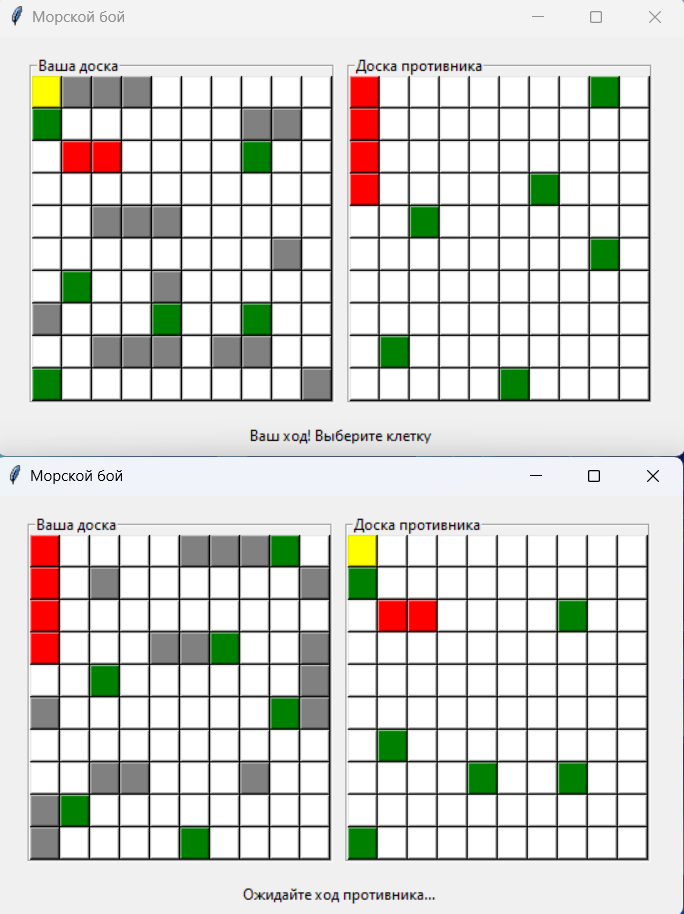 Морской бой
Ваша доска
Доска противника
Ваш ход! Выберите клетку
Морской бой
Ваша доска
Доска противника
Ожидайте ход противника...